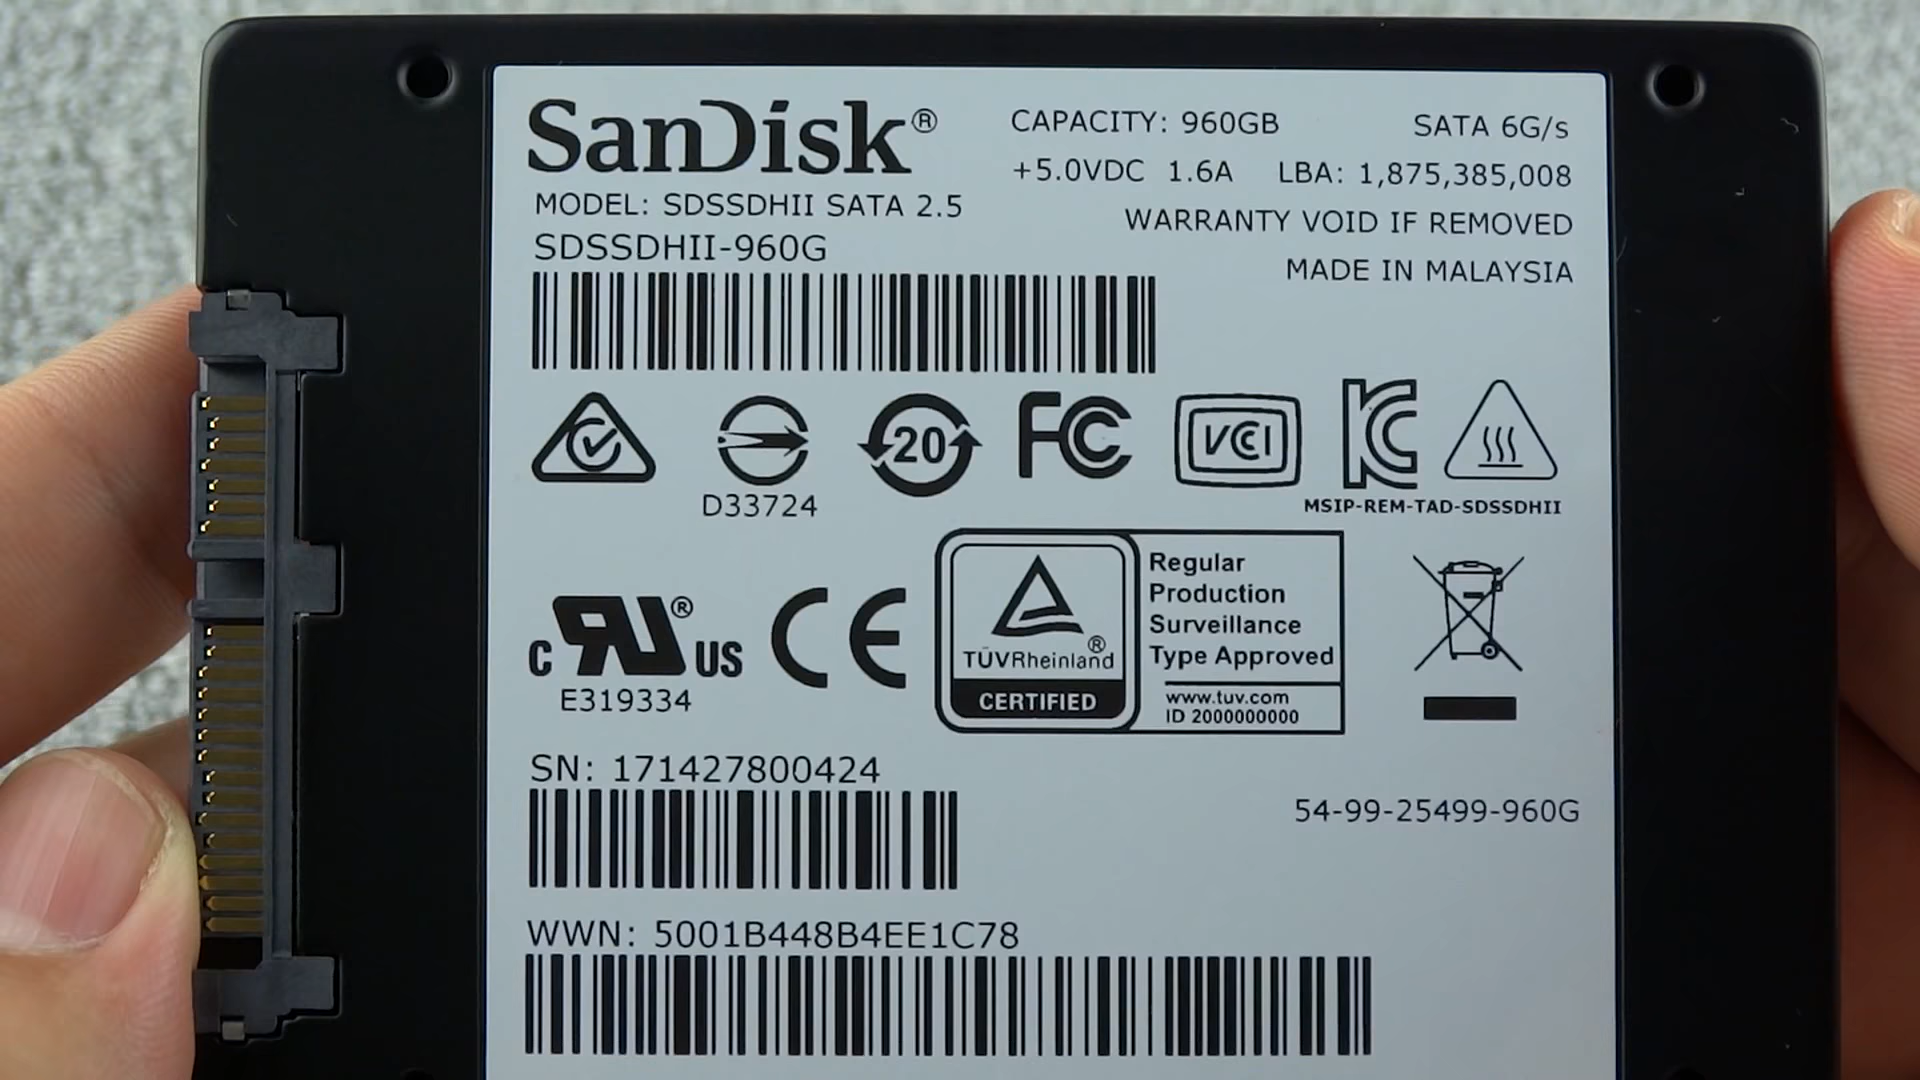 SanDisk®
CAPACITY: 960GB
SATA 6G/s
+5.0VDC 1.6A LBA: 1,875,385,008
MODEL: SDSSDHII SATA 2.5
WARRANTY VOID IF REMOVED
SDSSDHII-960G
MADE IN MALAYSIA
20
FC
VCCI
KC
D33724
MSIP-REM-TAD-SDSSDHII
C RU® US
E319334
CE
TÜVRheinland®
CERTIFIED
Regular
Production
Surveillance
Type Approved
www.tuv.com
ID 2000000000
SN: 171427800424
54-99-25499-960G
WWN: 5001B448B4EE1C78